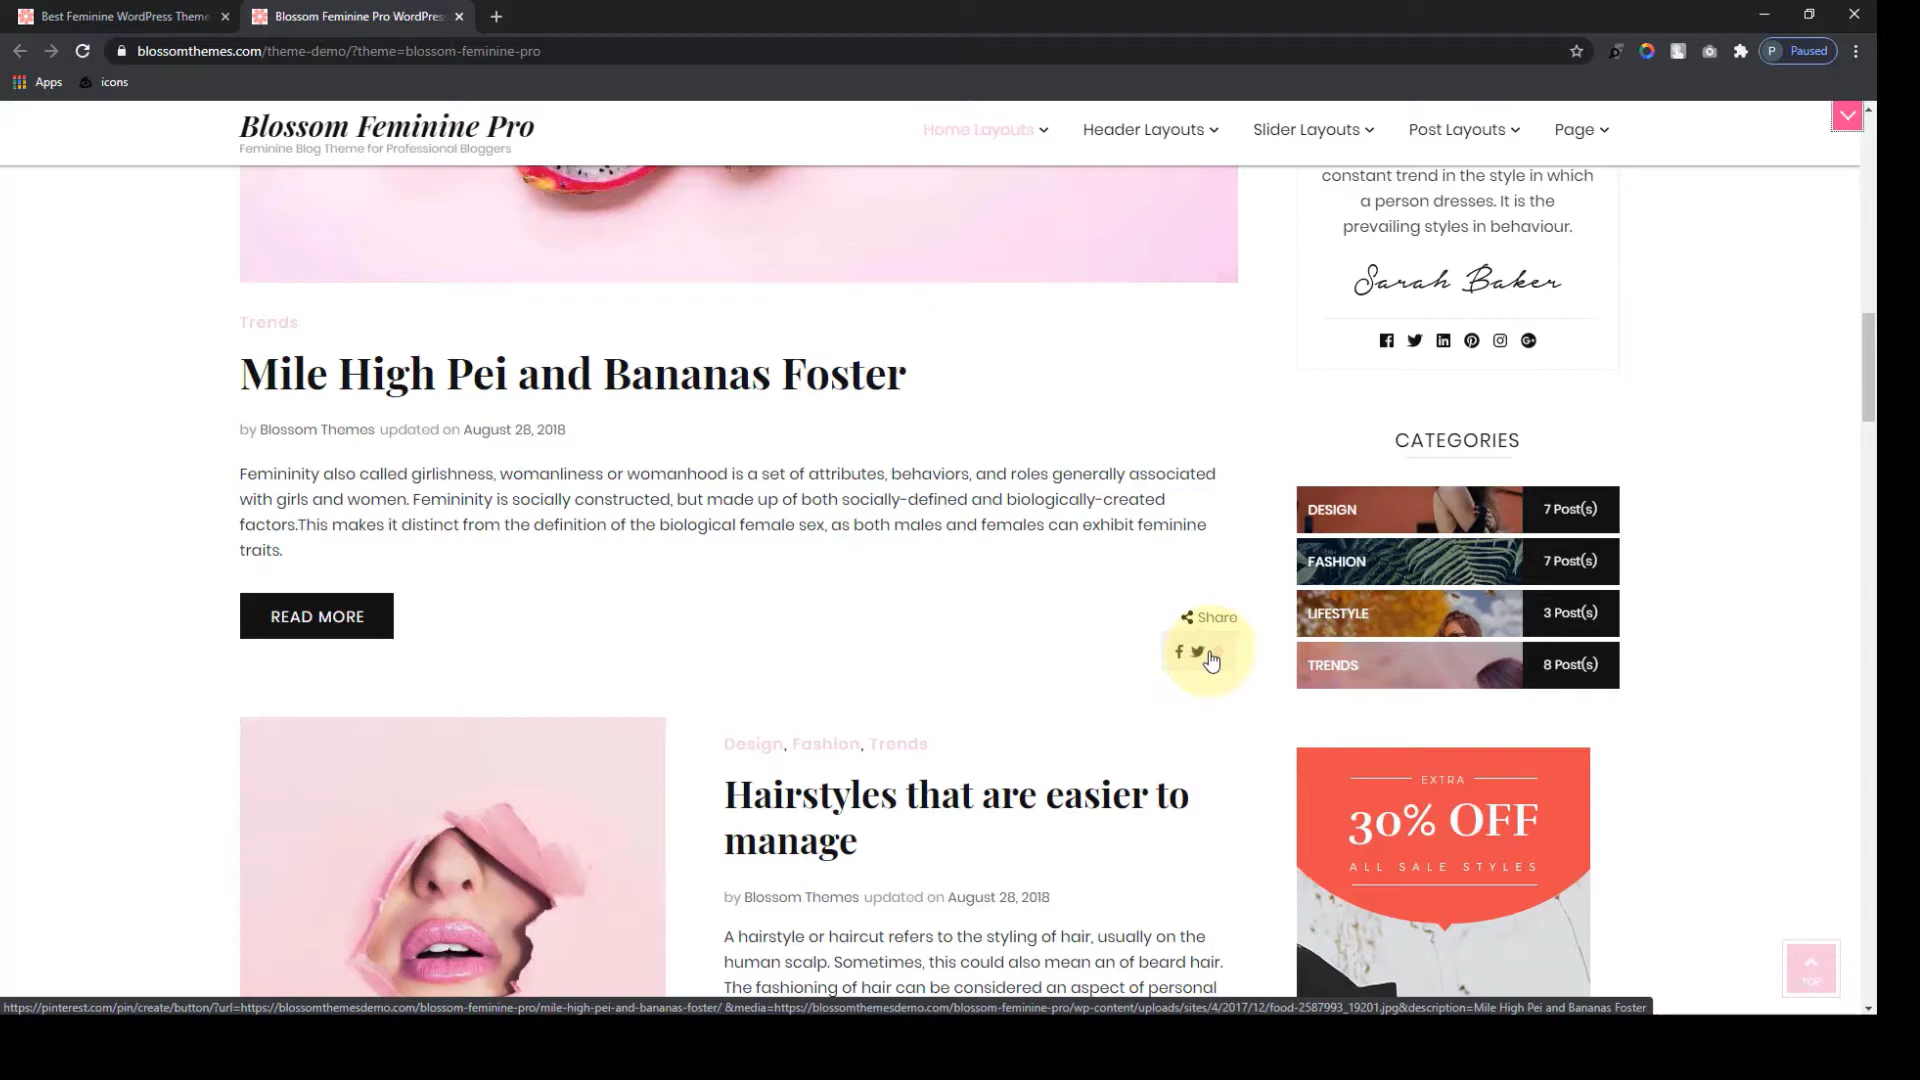 Best Feminine WordPress Theme
Blossom Feminine Pro WordPres
blossomthemes.com/theme-demo/?theme=blossom-feminine-pro
P Paused
Apps
icons
Blossom Feminine Pro
Feminine Blog Theme for Professional Bloggers
Home Layouts
Header Layouts
Slider Layouts
Post Layouts
Page
Trends
Mile High Pei and Bananas Foster
by Blossom Themes updated on August 28, 2018
Femininity also called girlishness, womanliness or womanhood is a set of attributes, behaviors, and roles generally associated
with girls and women. Femininity is socially constructed, but made up of both socially-defined and biologically-created
factors.This makes it distinct from the definition of the biological female sex, as both males and females can exhibit feminine
traits.
READ MORE
Share
Design, Fashion, Trends
Hairstyles that are easier to
manage
by Blossom Themes updated on August 28, 2018
A hairstyle or haircut refers to the styling of hair, usually on the
human scalp. Sometimes, this could also mean an of beard hair.
The fashioning of hair can be considered an aspect of personal
constant trend in the style in which
a person dresses. It is the
prevailing styles in behaviour.
Sarah Baker
CATEGORIES
DESIGN 7 Post(s)
FASHION 7 Post(s)
LIFESTYLE 3 Post(s)
TRENDS 8 Post(s)
EXTRA
30% OFF
ALL SALE STYLES
TOP
https://pinterest.com/pin/create/button/?url=https://blossomthemesdemo.com/blossom-feminine-pro/mile-high-pei-and-bananas-foster/ &media=https://blossomthemesdemo.com/blossom-feminine-pro/wp-content/uploads/sites/4/2017/12/food-2587993_19201.jpg&description=Mile High Pei and Bananas Foster